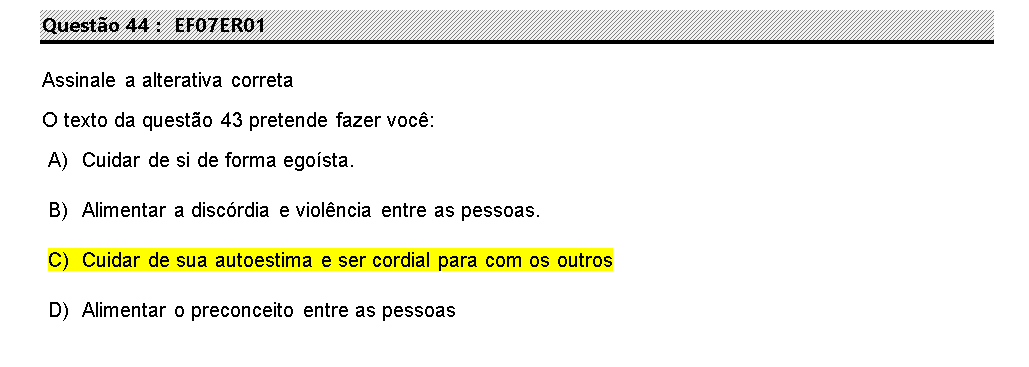 Questão 44 : EF07ER01
Assinale a alterativa correta
O texto da questão 43 pretende fazer você:
A) Cuidar de si de forma egoísta.
B) Alimentar a discórdia e violência entre as pessoas.
C) Cuidar de sua autoestima e ser cordial para com os outros
D) Alimentar o preconceito entre as pessoas